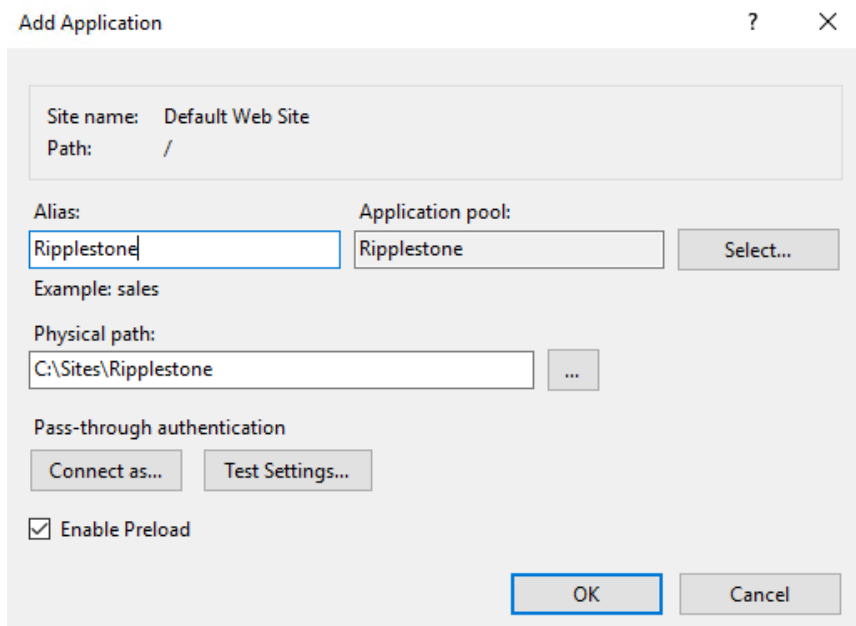 Add Application ? ×
Site name: Default Web Site
Path: /
Alias: Application pool:
Ripplestone Ripplestone Select...
Example: sales
Physical path:
C:\Sites\Ripplestone ...
Pass-through authentication
Connect as... Test Settings...
Enable Preload
OK Cancel